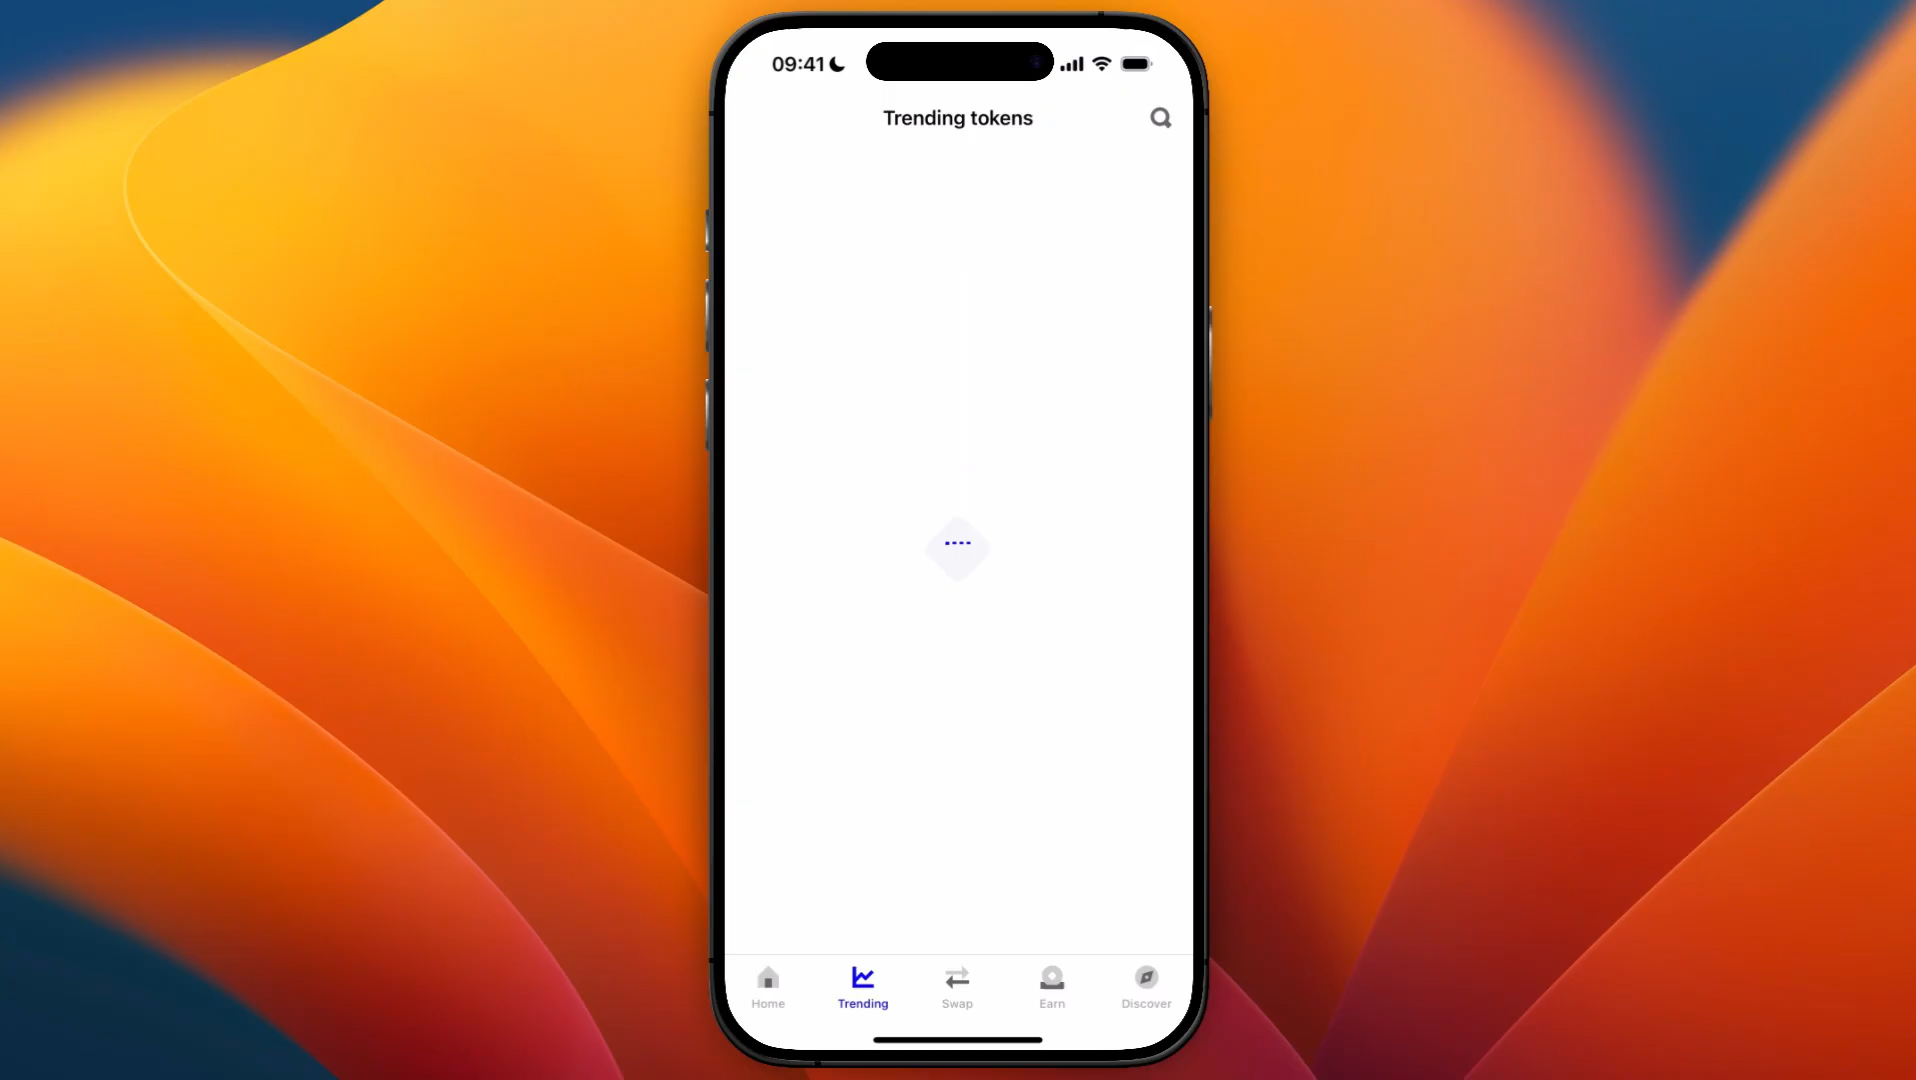 09:41
Trending tokens
Home
Trending
Swap
Earn
Discover